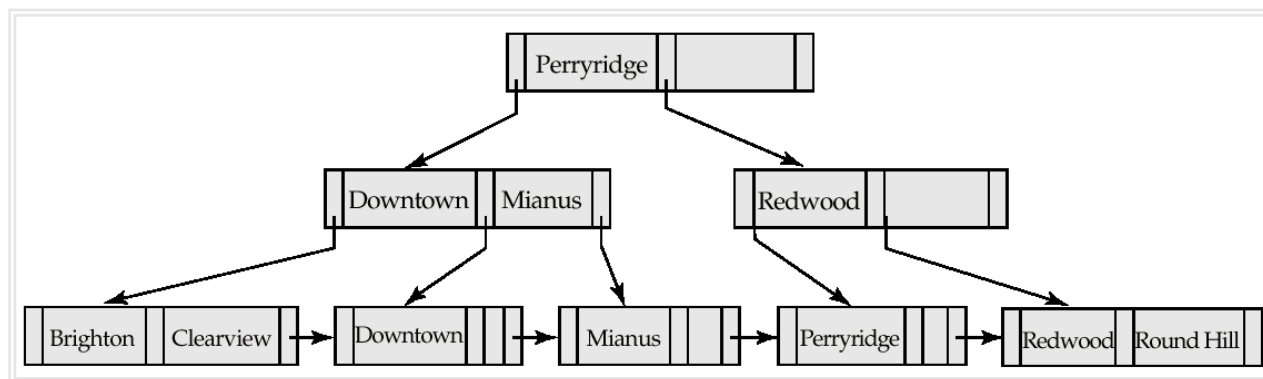 Perryridge
Downtown Mianus Redwood
Brighton Clearview Downtown Mianus Perryridge Redwood Round Hill